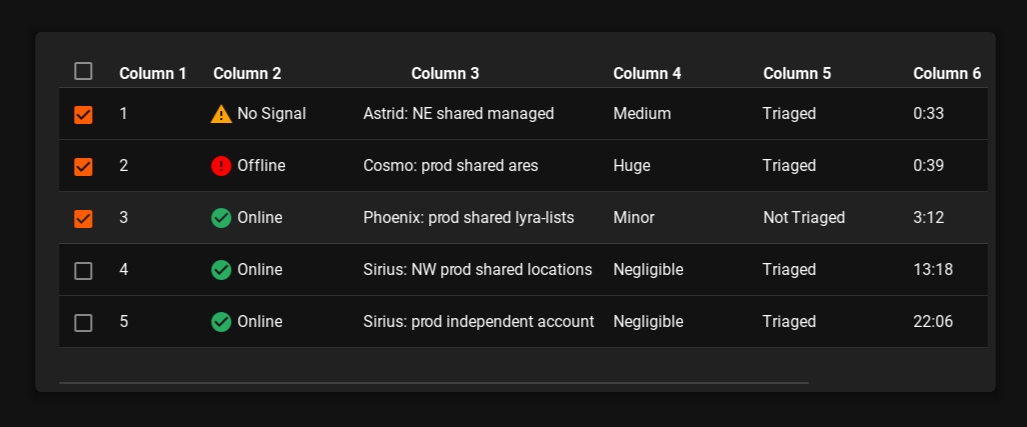 Column 1 Column 2 Column 3 Column 4 Column 5 Column 6
1 No Signal Astrid: NE shared managed Medium Triaged 0:33
2 Offline Cosmo: prod shared ares Huge Triaged 0:39
3 Online Phoenix: prod shared lyra-lists Minor Not Triaged 3:12
4 Online Sirius: NW prod shared locations Negligible Triaged 13:18
5 Online Sirius: prod independent account Negligible Triaged 22:06